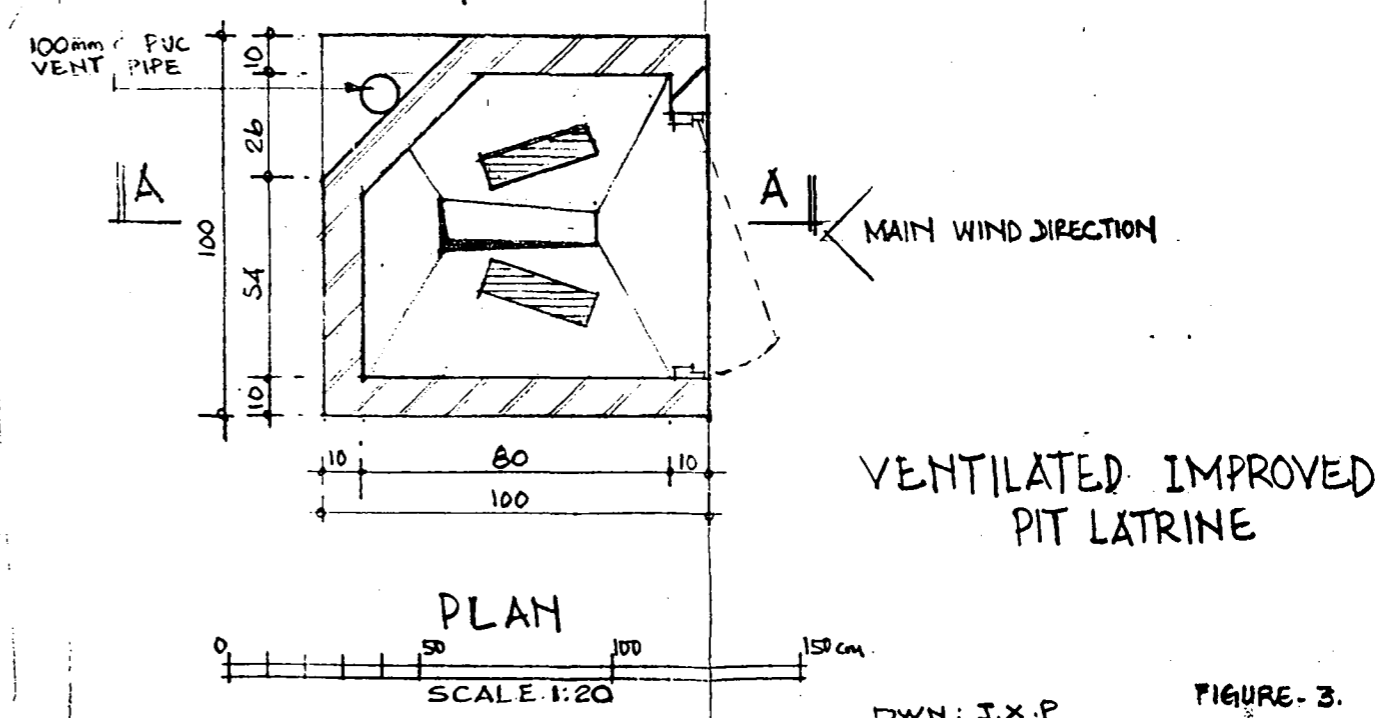 100mm PVC
VENT PIPE
10
26
54
10
100
A
A
MAIN WIND DIRECTION
10
80
10
100
VENTILATED IMPROVED
PIT LATRINE
PLAN
0
50
100
150 cm.
SCALE 1:20
DWN: J.X.P
FIGURE- 3.